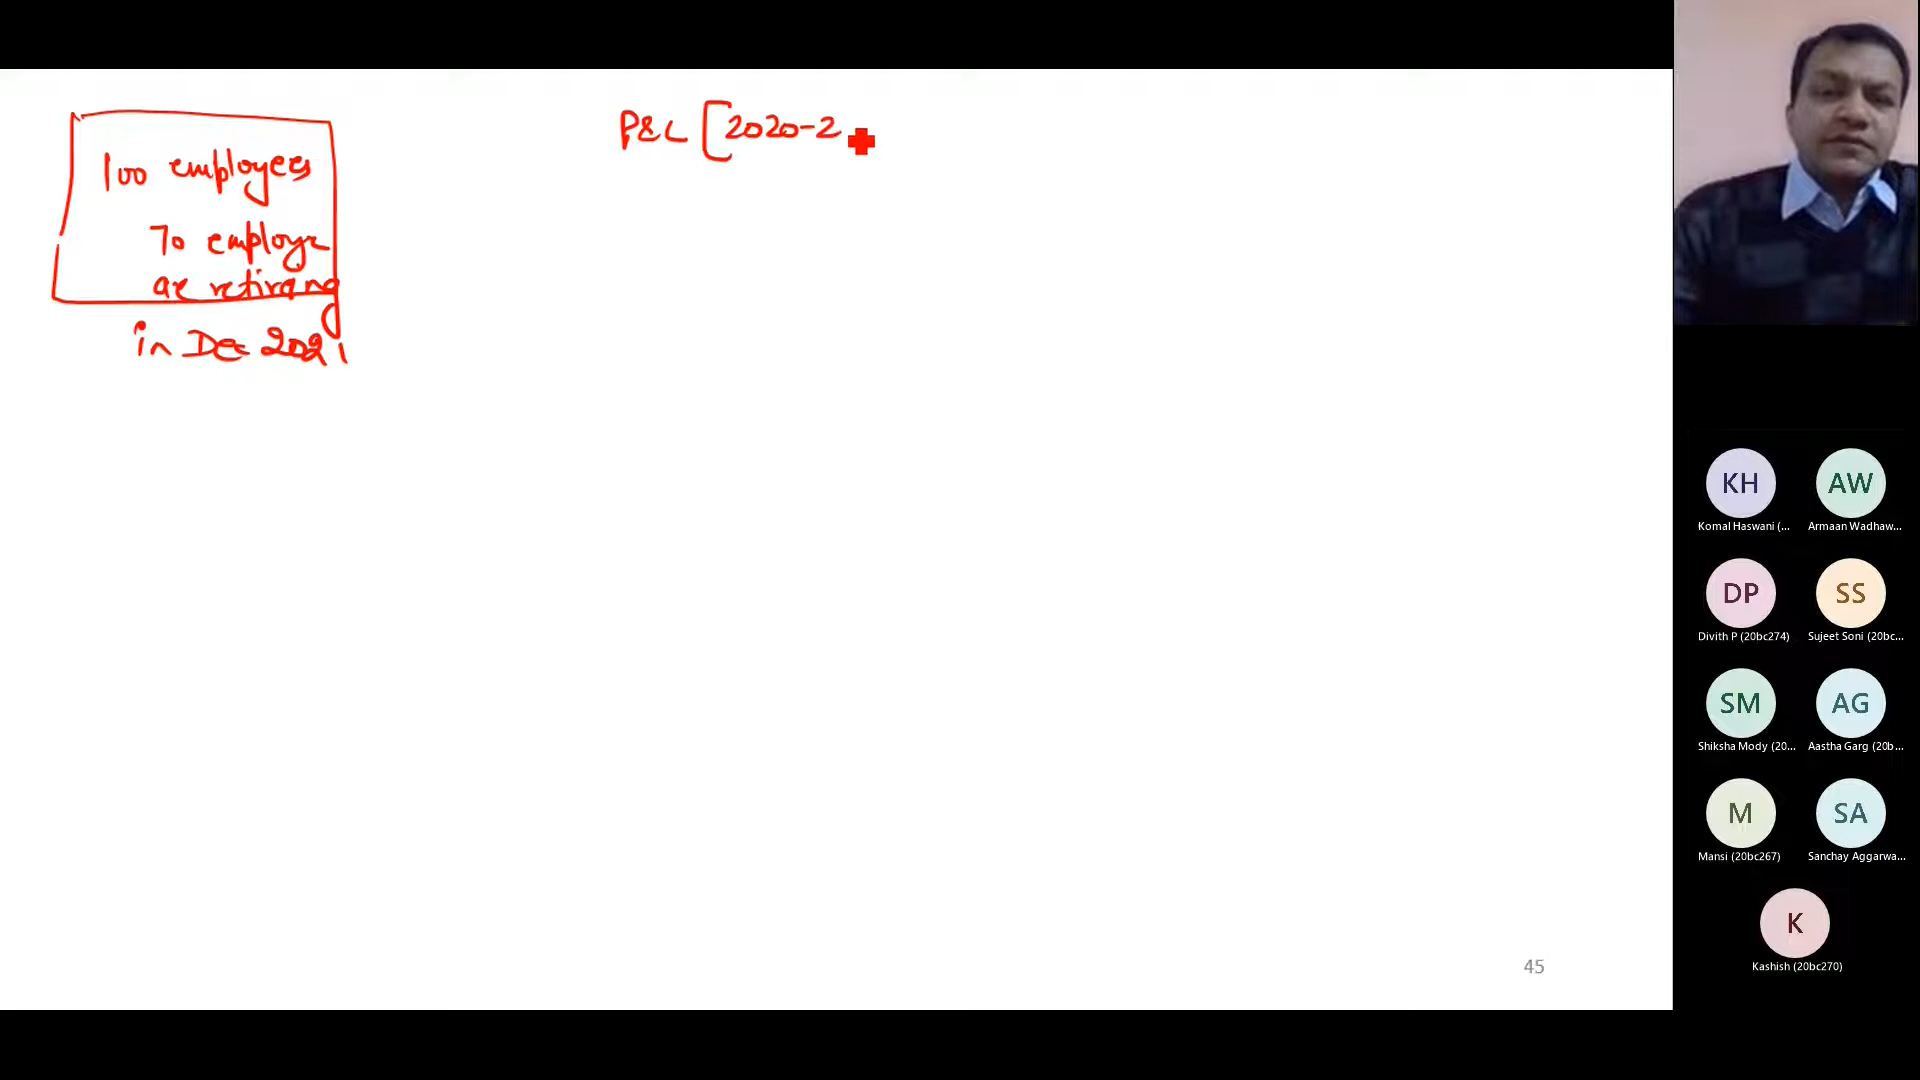 100 employees
70 employe
are retirang
in Dec 2021
P&L [2020-2
45
KH
Komal Haswani (...
AW
Armaan Wadhaw...
DP
Divith P (20bc274)
SS
Sujeet Soni (20bc...
SM
Shiksha Mody (20...
AG
Aastha Garg (20b...
M
Mansi (20bc267)
SA
Sanchay Aggarwa...
K
Kashish (20bc270)